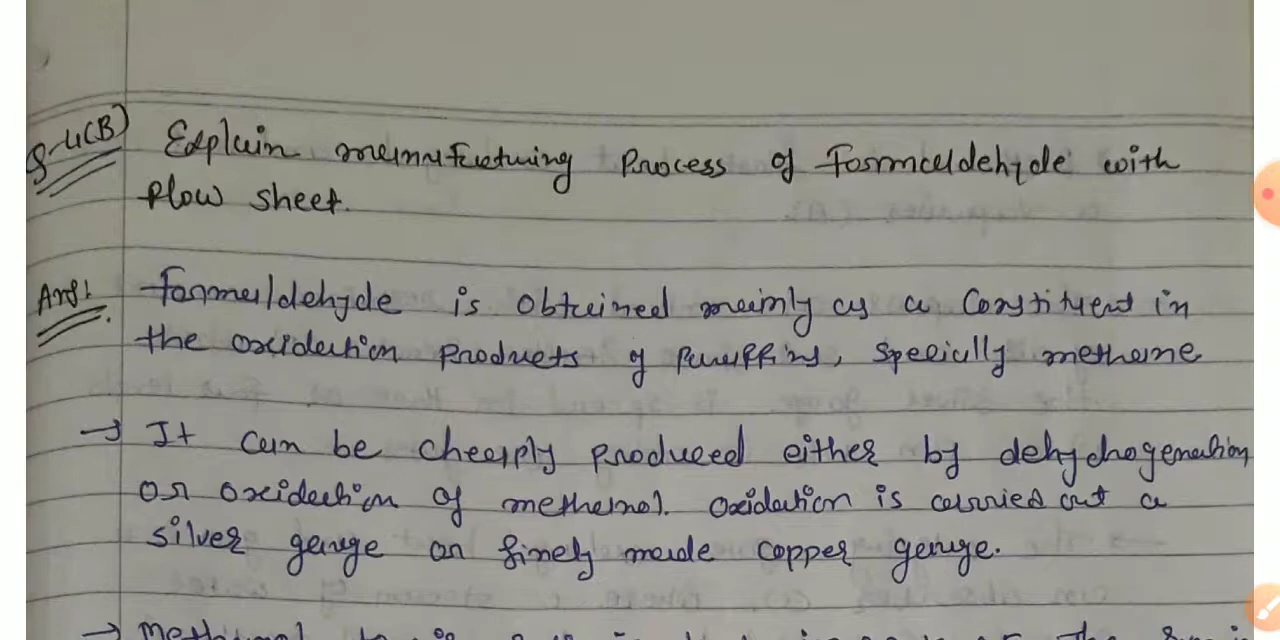 Q-4(B) Explain manufacturing Process of Formaldehyde with
flow sheet.
Ans: Formaldehyde is obtained mainly as a constituent in
the oxidation products of paraffins, specially methane
→ It can be cheaply produced either by dehydrogenation
or oxidation of methanol. Oxidation is carried out a
silver gauge or finely made copper gauge.
→ Methanol